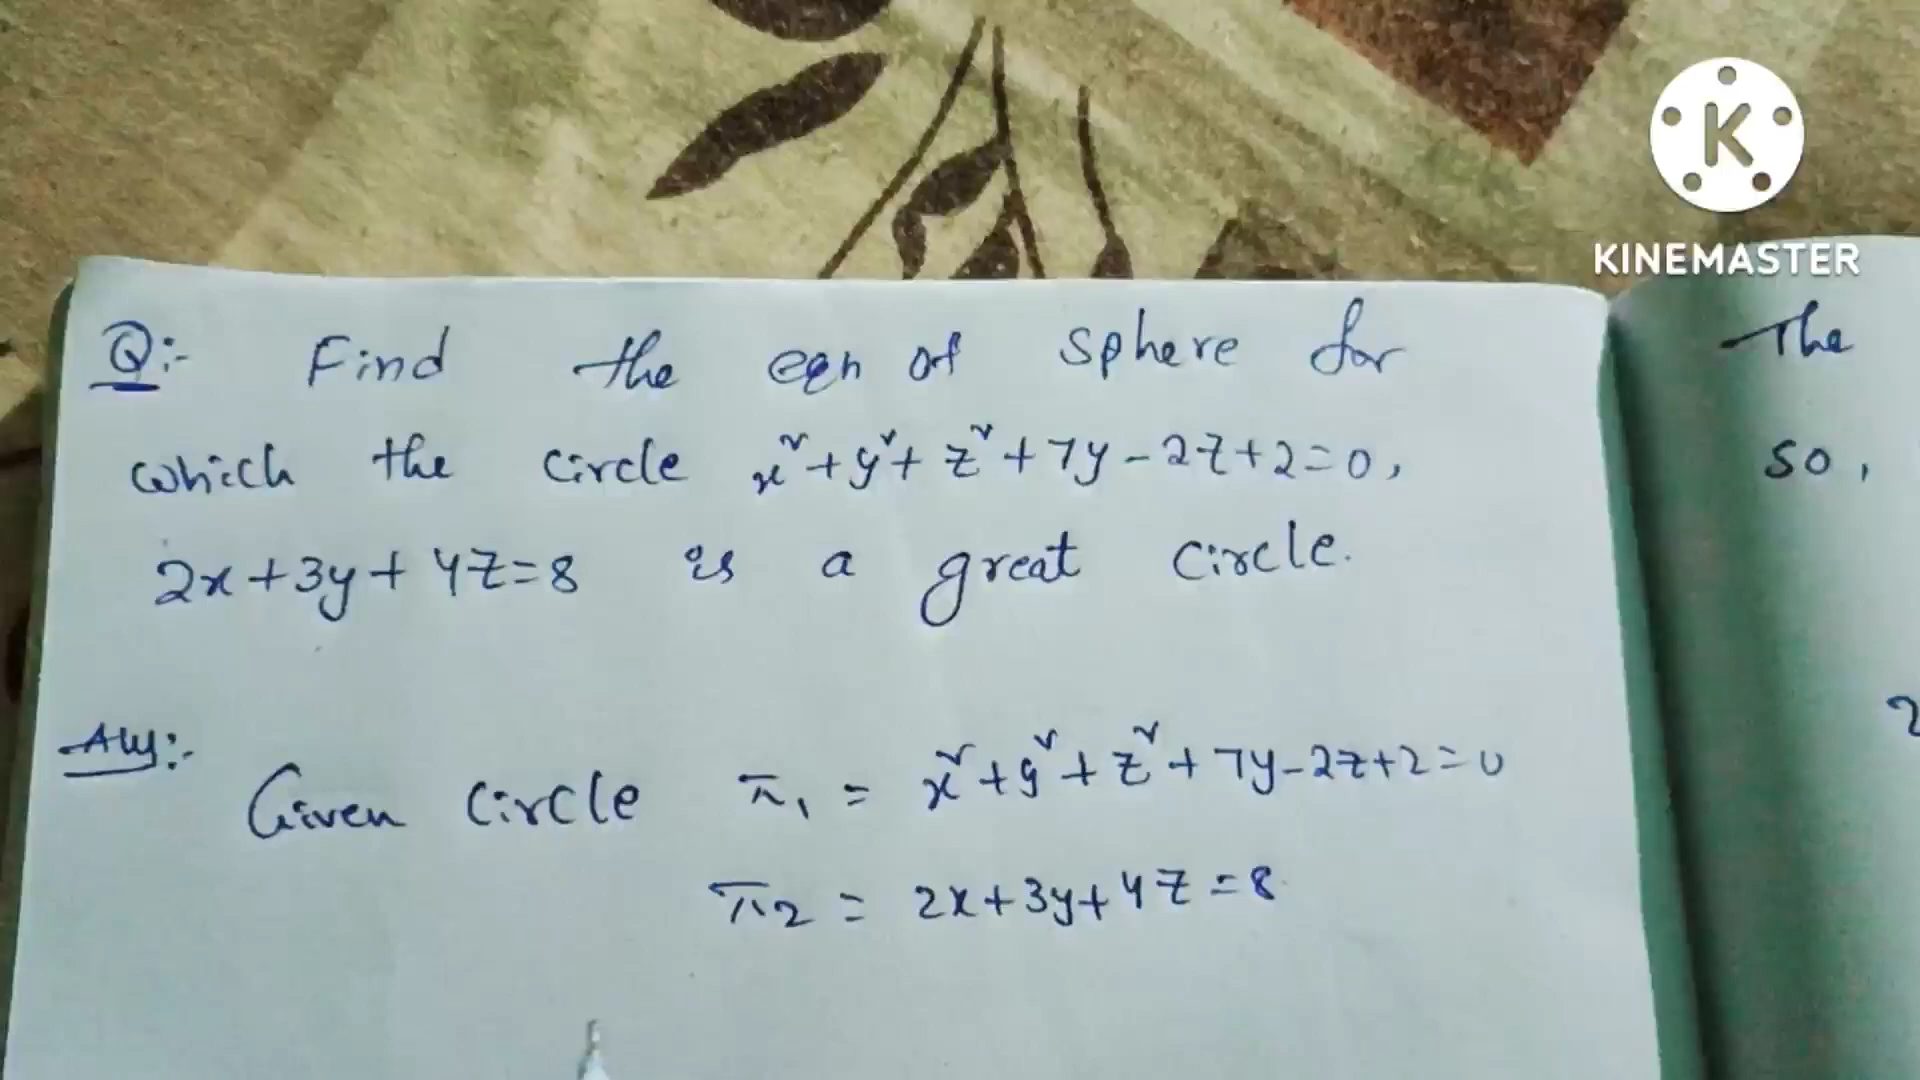 K
KINEMASTER
Q:- Find the eqn of sphere for
which the circle x²+y²+z²+7y-2z+2=0,
2x+3y+4z=8 is a great circle.
Ans:- Given circle π₁ = x²+y²+z²+7y-2z+2=0
π₂ = 2x+3y+4z=8
The
so,
2